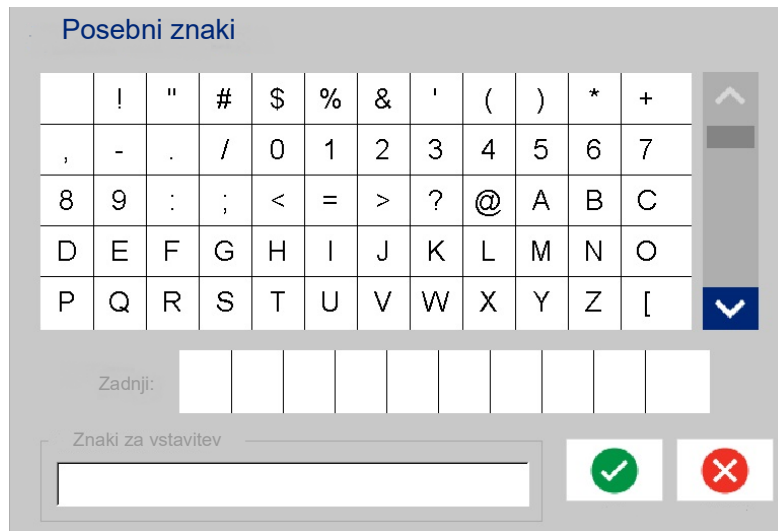 Posebni znaki
! " # $ % & ' ( ) * +
, - . / 0 1 2 3 4 5 6 7
8 9 : ; < = > ? @ A B C
D E F G H I J K L M N O
P Q R S T U V W X Y Z [
Zadnji:
Znaki za vstavitev